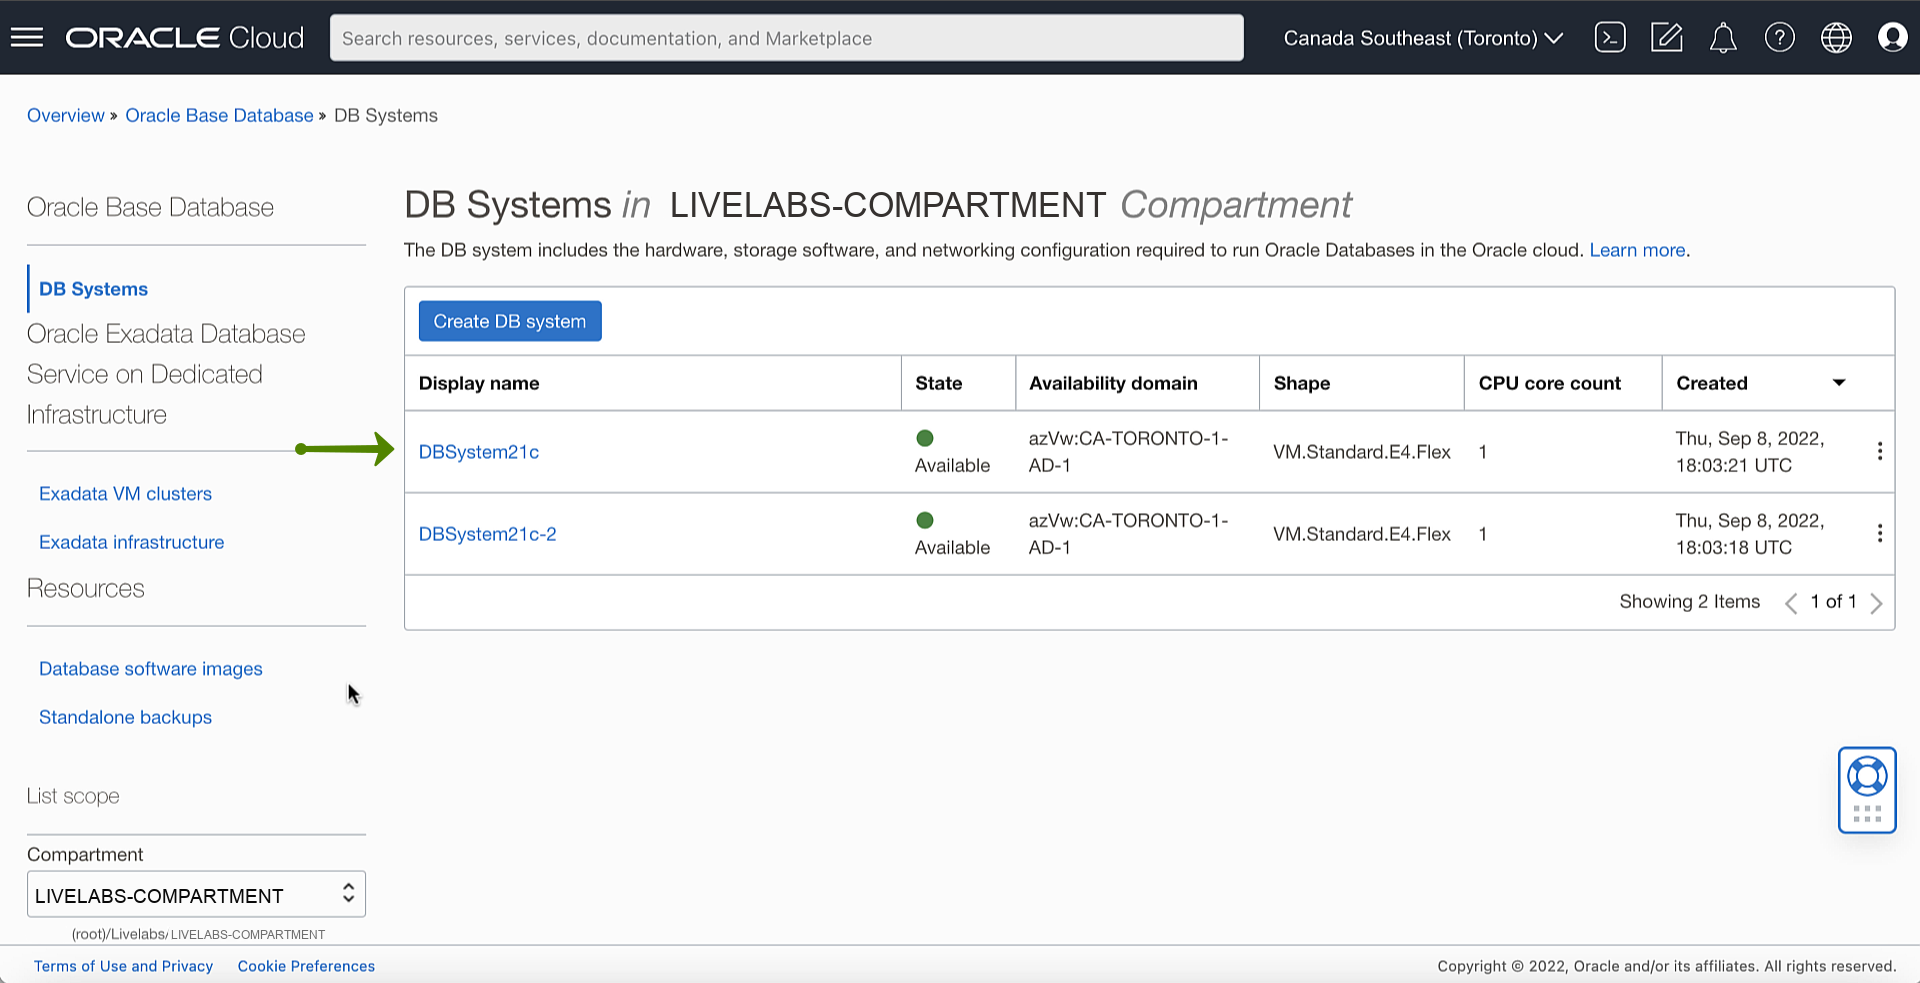 ORACLE Cloud
Search resources, services, documentation, and Marketplace
Canada Southeast (Toronto)
Overview » Oracle Base Database » DB Systems
Oracle Base Database
DB Systems
Oracle Exadata Database
Service on Dedicated
Infrastructure
Exadata VM clusters
Exadata infrastructure
Resources
Database software images
Standalone backups
List scope
Compartment
LIVELABS-COMPARTMENT
(root)/Livelabs/LIVELABS-COMPARTMENT
DB Systems in LIVELABS-COMPARTMENT Compartment
The DB system includes the hardware, storage software, and networking configuration required to run Oracle Databases in the Oracle cloud. Learn more.
Create DB system
Display name State Availability domain Shape CPU core count Created
DBSystem21c Available azVw:CA-TORONTO-1-AD-1 VM.Standard.E4.Flex 1 Thu, Sep 8, 2022, 18:03:21 UTC
DBSystem21c-2 Available azVw:CA-TORONTO-1-AD-1 VM.Standard.E4.Flex 1 Thu, Sep 8, 2022, 18:03:18 UTC
Showing 2 Items 1 of 1
Terms of Use and Privacy Cookie Preferences
Copyright © 2022, Oracle and/or its affiliates. All rights reserved.